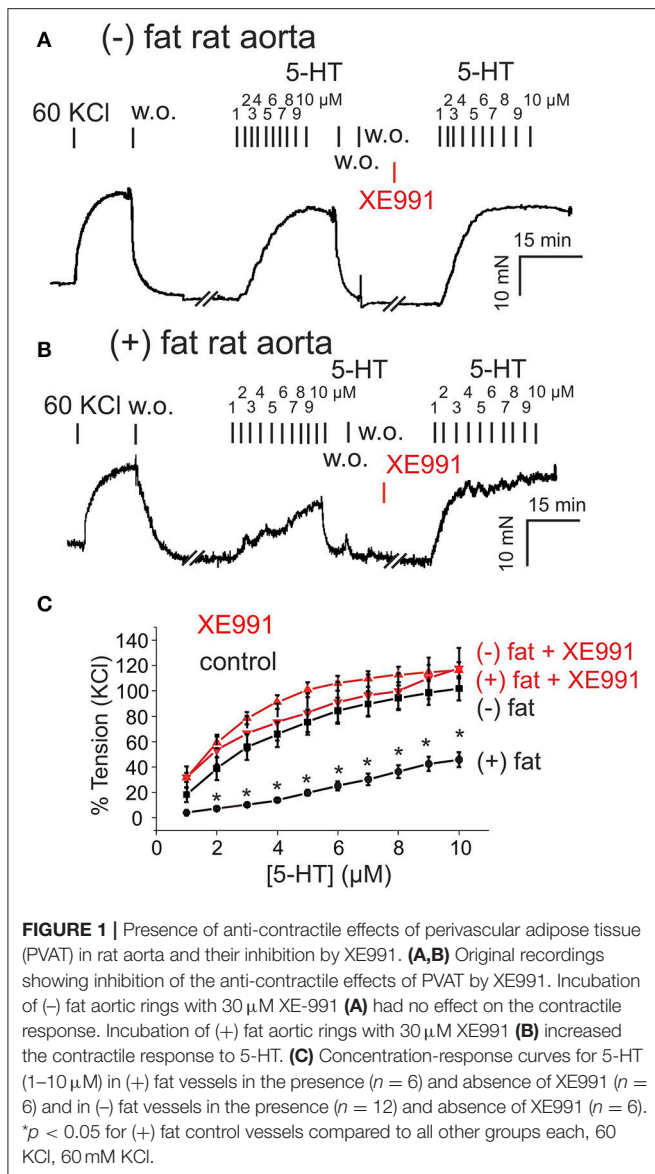 A (-) fat rat aorta
5-HT 5-HT
2 4 6 8 10 μM 2 4 6 8 10 μM
60 KCl w.o. 1 3 5 7 9 1 3 5 7 9
w.o.
w.o.
XE991
15 min
10 mN
B (+) fat rat aorta
5-HT 5-HT
2 4 6 8 10 μM 2 4 6 8 10 μM
60 KCl w.o. 1 3 5 7 9 1 3 5 7 9
w.o.
w.o.
XE991
15 min
10 mN
C
XE991
control
% Tension (KCl)
140
120
100
80
60
40
20
0
(-) fat + XE991
(+) fat + XE991
(-) fat
(+) fat
* * * * * * * * *
0 2 4 6 8 10
[5-HT] (μM)
FIGURE 1 | Presence of anti-contractile effects of perivascular adipose tissue
(PVAT) in rat aorta and their inhibition by XE991. (A,B) Original recordings
showing inhibition of the anti-contractile effects of PVAT by XE991. Incubation
of (–) fat aortic rings with 30 μM XE-991 (A) had no effect on the contractile
response. Incubation of (+) fat aortic rings with 30 μM XE991 (B) increased
the contractile response to 5-HT. (C) Concentration-response curves for 5-HT
(1–10 μM) in (+) fat vessels in the presence (n = 6) and absence of XE991 (n =
6) and in (–) fat vessels in the presence (n = 12) and absence of XE991 (n = 6).
*p < 0.05 for (+) fat control vessels compared to all other groups each, 60
KCl, 60 mM KCl.